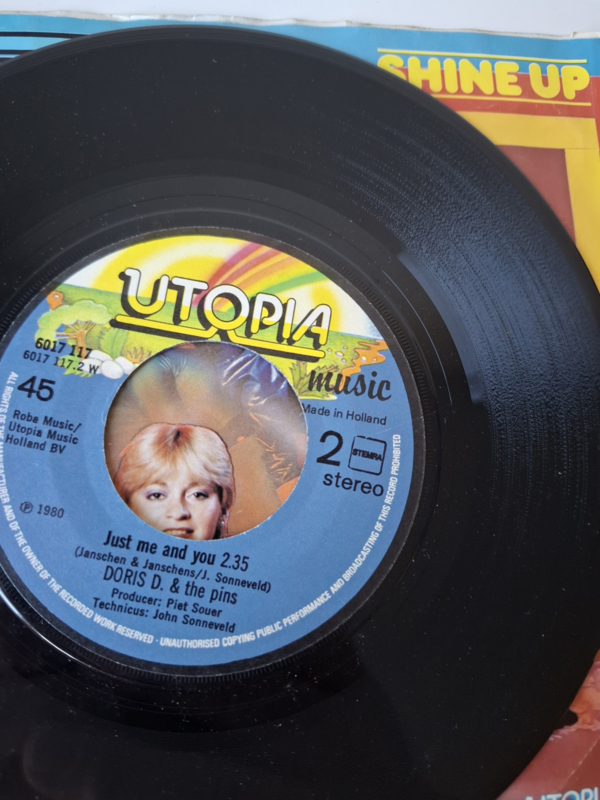 SHINE UP
UTOPIA
music
6017 117
6017 117.2 W
45
Made in Holland
Roba Music/
Utopia Music
Holland BV
2
STEMRA
stereo
℗ 1980
Just me and you 2.35
(Janschen & Janschens/J. Sonneveld)
DORIS D. & the pins
Producer: Piet Souer
Technicus: John Sonneveld
ALL RIGHTS OF THE MANUFACTURER AND OF THE OWNER OF THE RECORDED WORK RESERVED · UNAUTHORISED COPYING PUBLIC PERFORMANCE AND BROADCASTING OF THIS RECORD PROHIBITED